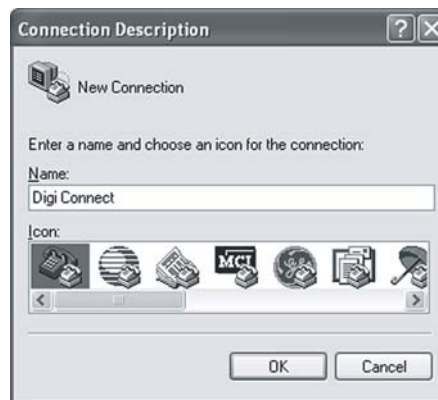 Connection Description
New Connection
Enter a name and choose an icon for the connection:
Name:
Digi Connect
Icon:
MCI
OK
Cancel